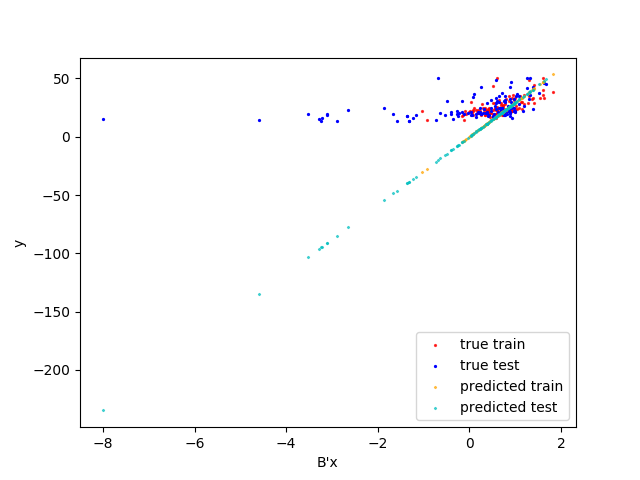 50
0
−50
−100
−150
−200
y
−8 −6 −4 −2 0 2
B'x
true train
true test
predicted train
predicted test